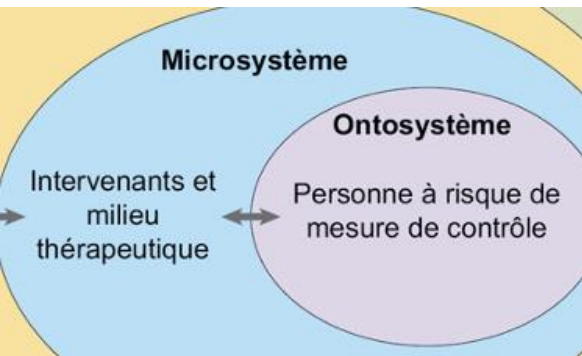 Microsystème
Ontosystème
Intervenants et
milieu
thérapeutique
Personne à risque de
mesure de contrôle